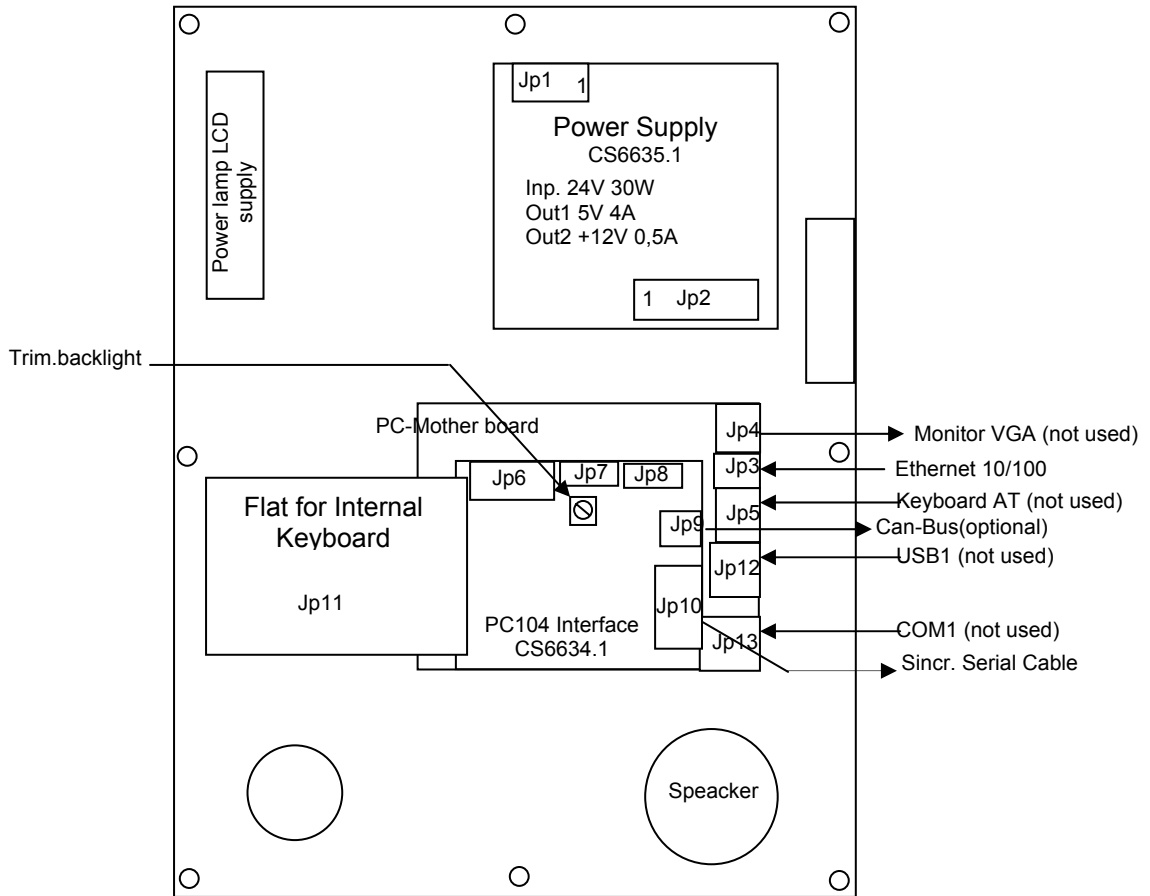 Jp1 1
Power Supply
CS6635.1
Inp. 24V 30W
Out1 5V 4A
Out2 +12V 0,5A
1 Jp2
Power lamp LCD
supply
Trim.backlight
PC-Mother board
Jp4
Monitor VGA (not used)
Jp3
Ethernet 10/100
Jp6
Jp7
Jp8
Jp5
Keyboard AT (not used)
Jp9
Can-Bus(optional)
Flat for Internal
Keyboard
Jp11
Jp12
USB1 (not used)
Jp10
PC104 Interface
CS6634.1
Jp13
COM1 (not used)
Sincr. Serial Cable
Speacker